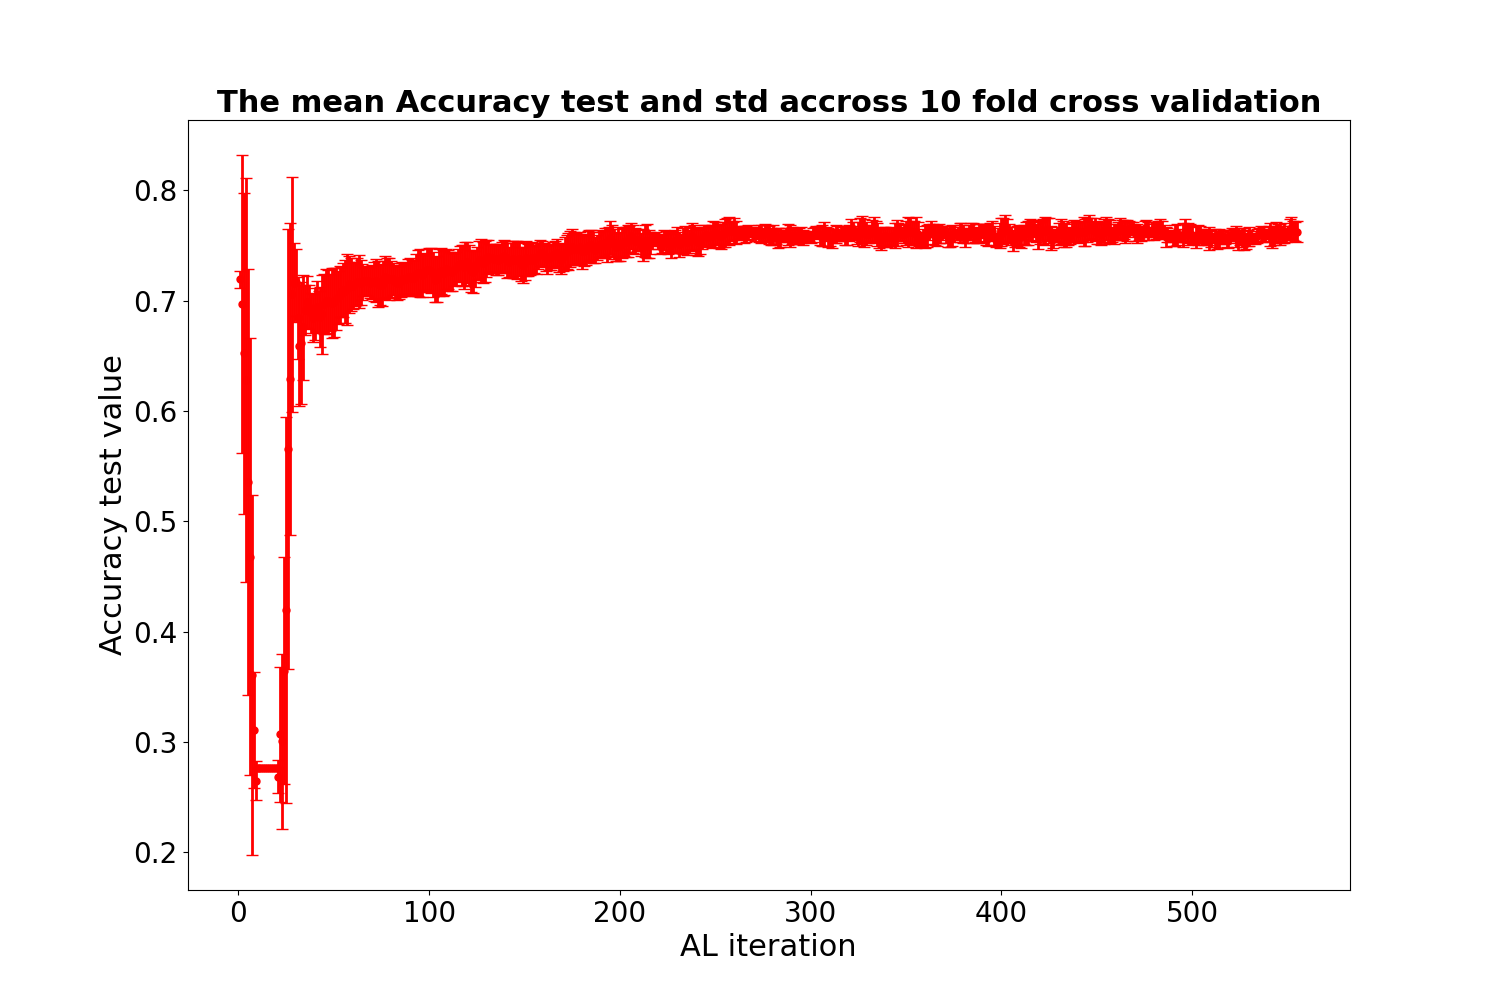 The mean Accuracy test and std accross 10 fold cross validation
0.8
0.7
0.6
0.5
0.4
0.3
0.2
Accuracy test value
0 100 200 300 400 500
AL iteration